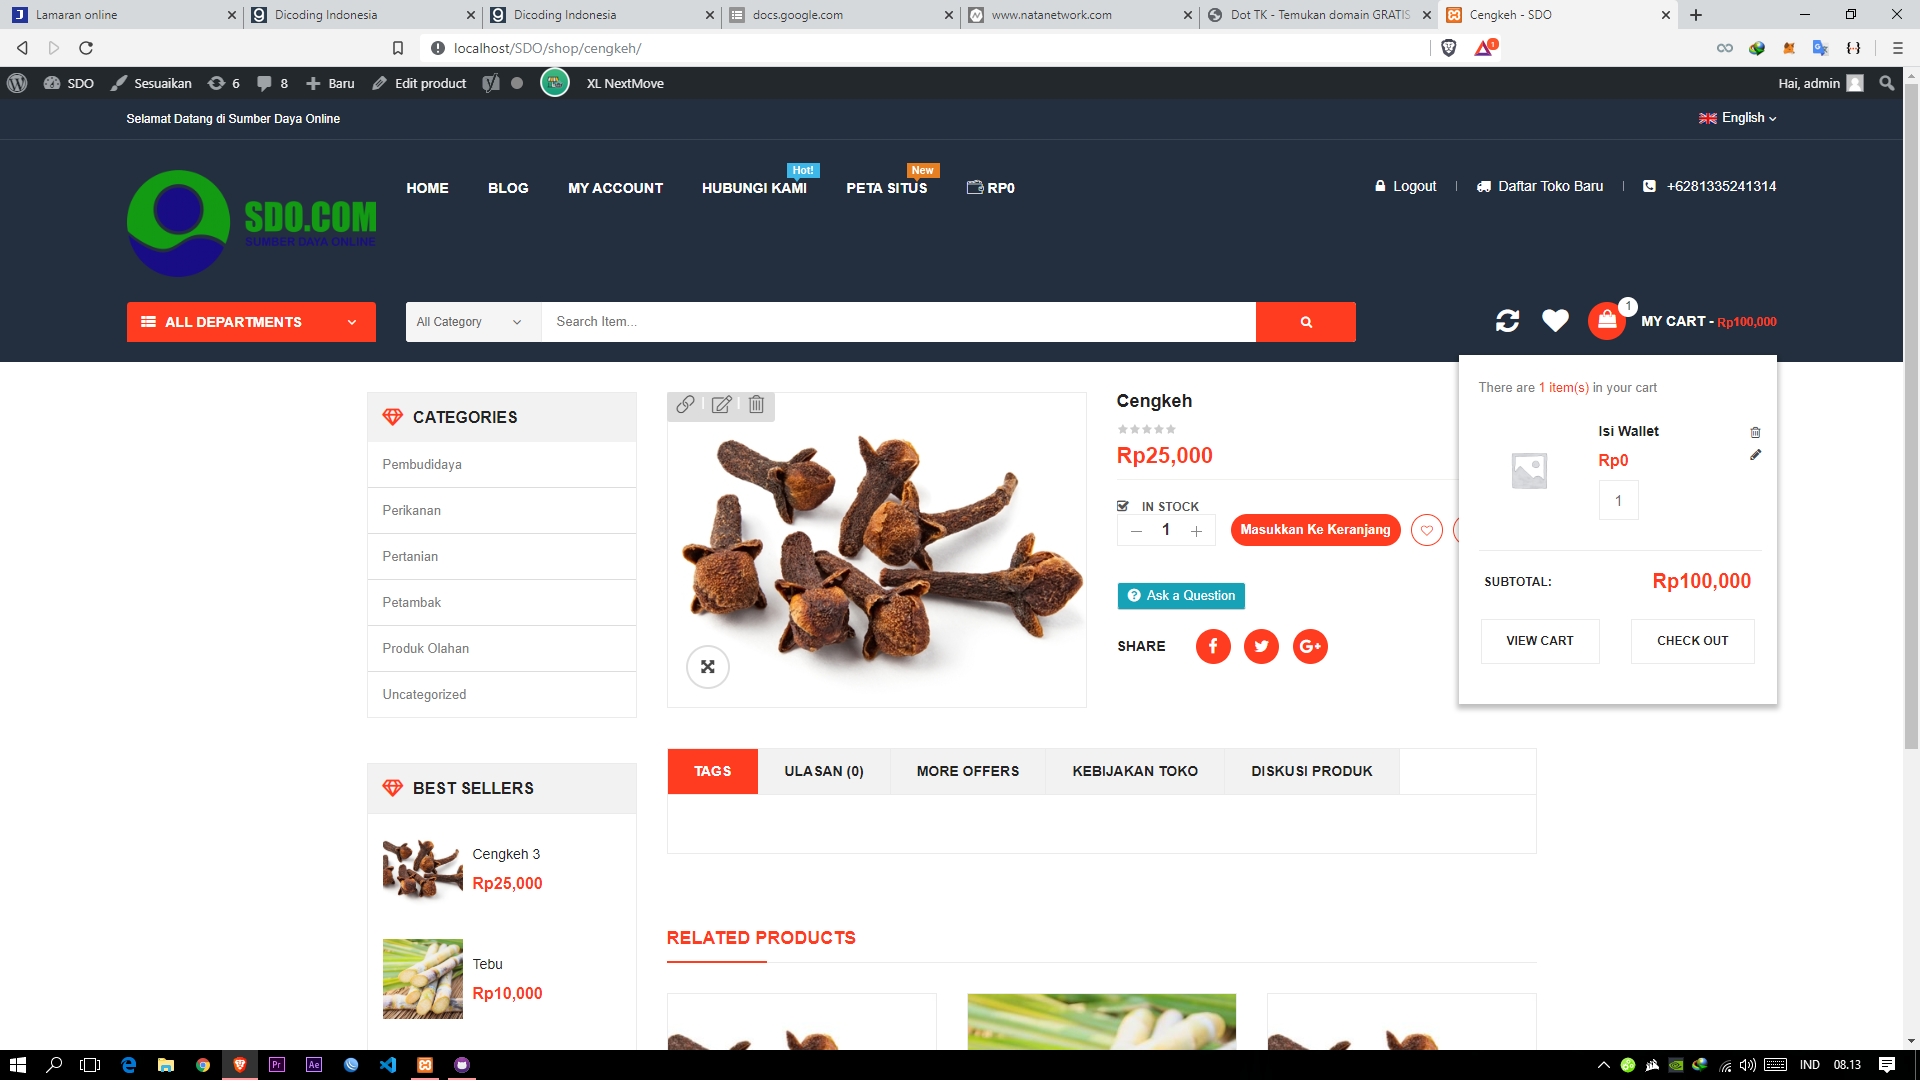 Lamaran online
Dicoding Indonesia
Dicoding Indonesia
docs.google.com
www.natanetwork.com
Dot TK - Temukan domain GRATIS
Cengkeh - SDO
localhost/SDO/shop/cengkeh/
1
SDO
Sesuaikan
6
8
Baru
Edit product
XL NextMove
Hai, admin
Selamat Datang di Sumber Daya Online
English
SDO.COM
SUMBER DAYA ONLINE
HOME
BLOG
MY ACCOUNT
Hot!
HUBUNGI KAMI
New
PETA SITUS
RP0
Logout
Daftar Toko Baru
+6281335241314
ALL DEPARTMENTS
All Category
Search Item...
1
MY CART - Rp100,000
There are 1 item(s) in your cart
Isi Wallet
Rp0
1
SUBTOTAL: Rp100,000
VIEW CART
CHECK OUT
CATEGORIES
Pembudidaya
Perikanan
Pertanian
Petambak
Produk Olahan
Uncategorized
Cengkeh
Rp25,000
IN STOCK
1
Masukkan Ke Keranjang
Ask a Question
SHARE
TAGS
ULASAN (0)
MORE OFFERS
KEBIJAKAN TOKO
DISKUSI PRODUK
BEST SELLERS
Cengkeh 3
Rp25,000
Tebu
Rp10,000
RELATED PRODUCTS
Pr
Ae
IND
08.13